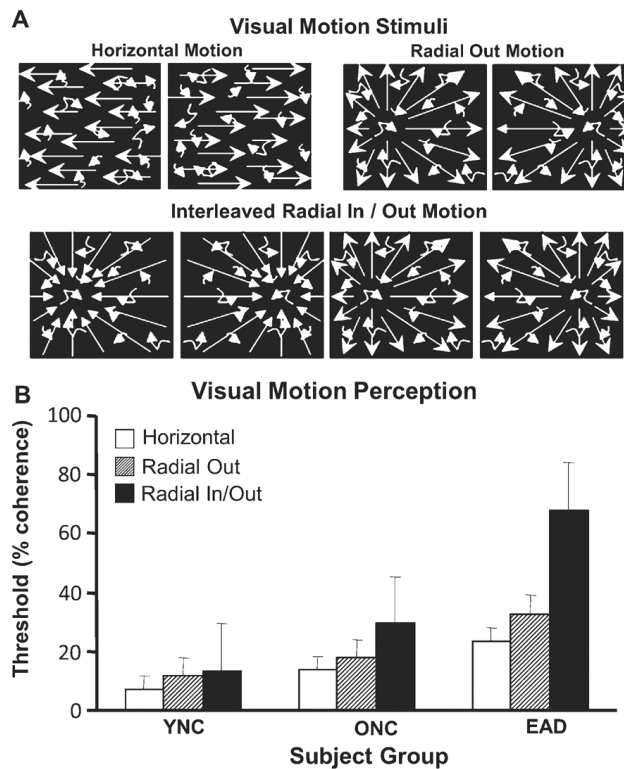 A
Visual Motion Stimuli
Horizontal Motion
Radial Out Motion
Interleaved Radial In / Out Motion
B
Visual Motion Perception
Threshold (% coherence)
100
80
60
40
20
0
Horizontal
Radial Out
Radial In/Out
YNC
ONC
EAD
Subject Group